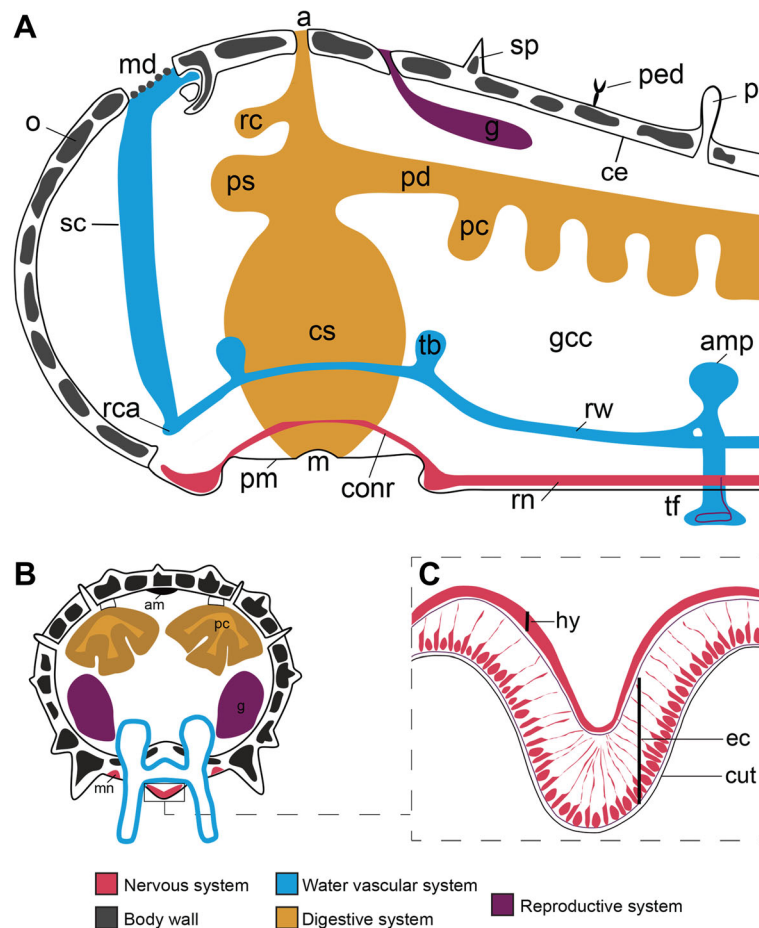 A
a
md
sp
ped
p
o
rc
g
ce
ps
pd
sc
pc
cs
tb
gcc
amp
rca
rw
pm
m
conr
rn
tf
B
am
pc
g
mn
C
hy
ec
cut
Nervous system
Water vascular system
Reproductive system
Body wall
Digestive system